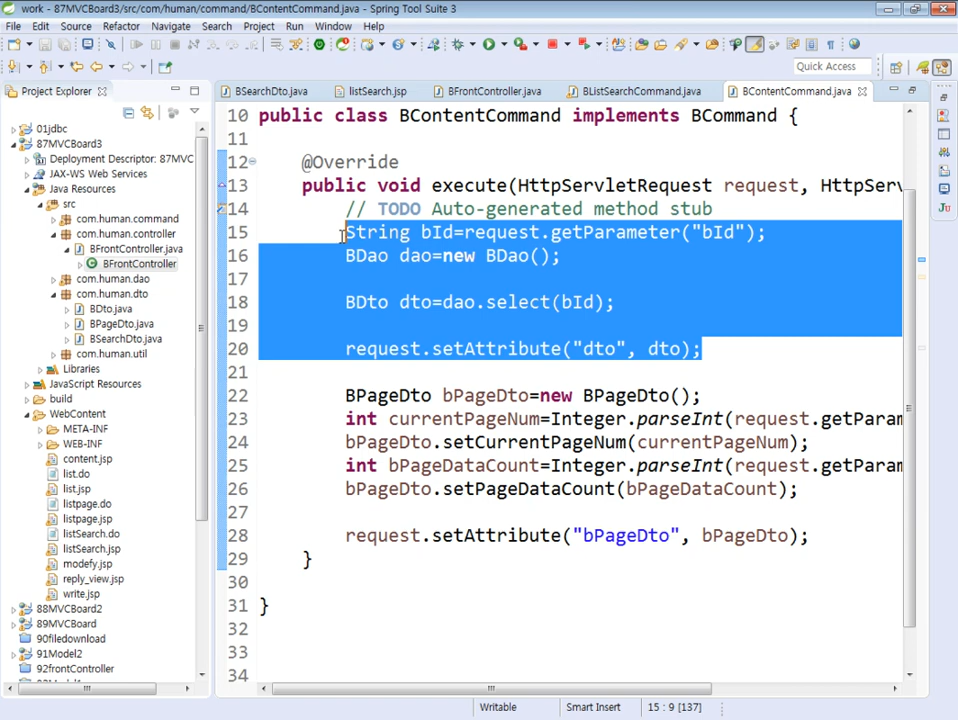 work - 87MVCBoard3/src/com/human/command/BContentCommand.java - Spring Tool Suite 3
File Edit Source Refactor Navigate Search Project Run Window Help
Quick Access
Project Explorer
BSearchDto.java listSearch.jsp BFrontController.java BListSearchCommand.java BContentCommand.java
01jdbc
87MVCBoard3
Deployment Descriptor: 87MVC
JAX-WS Web Services
Java Resources
src
com.human.command
com.human.controller
BFrontController.java
BFrontController
com.human.dao
com.human.dto
BDto.java
BPageDto.java
BSearchDto.java
com.human.util
Libraries
JavaScript Resources
build
WebContent
META-INF
WEB-INF
content.jsp
list.do
list.jsp
listpage.do
listpage.jsp
listSearch.do
listSearch.jsp
modefy.jsp
reply_view.jsp
write.jsp
88MVCBoard2
89MVCBoard
90filedownload
91Model2
92frontController
10 public class BContentCommand implements BCommand {
11
12 @Override
13 public void execute(HttpServletRequest request, HttpServ
14 // TODO Auto-generated method stub
15 String bId=request.getParameter("bId");
16 BDao dao=new BDao();
17
18 BDto dto=dao.select(bId);
19
20 request.setAttribute("dto", dto);
21
22 BPageDto bPageDto=new BPageDto();
23 int currentPageNum=Integer.parseInt(request.getParam
24 bPageDto.setCurrentPageNum(currentPageNum);
25 int bPageDataCount=Integer.parseInt(request.getParam
26 bPageDto.setPageDataCount(bPageDataCount);
27
28 request.setAttribute("bPageDto", bPageDto);
29 }
30
31 }
32
33
34
Writable Smart Insert 15 : 9 [137]